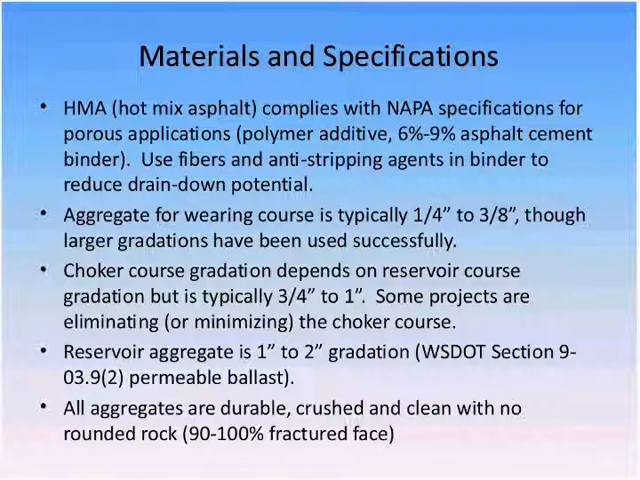 Materials and Specifications
• HMA (hot mix asphalt) complies with NAPA specifications for
porous applications (polymer additive, 6%-9% asphalt cement
binder).  Use fibers and anti-stripping agents in binder to
reduce drain-down potential.
• Aggregate for wearing course is typically 1/4” to 3/8”, though
larger gradations have been used successfully.
• Choker course gradation depends on reservoir course
gradation but is typically 3/4” to 1”.  Some projects are
eliminating (or minimizing) the choker course.
• Reservoir aggregate is 1” to 2” gradation (WSDOT Section 9-
03.9(2) permeable ballast).
• All aggregates are durable, crushed and clean with no
rounded rock (90-100% fractured face)